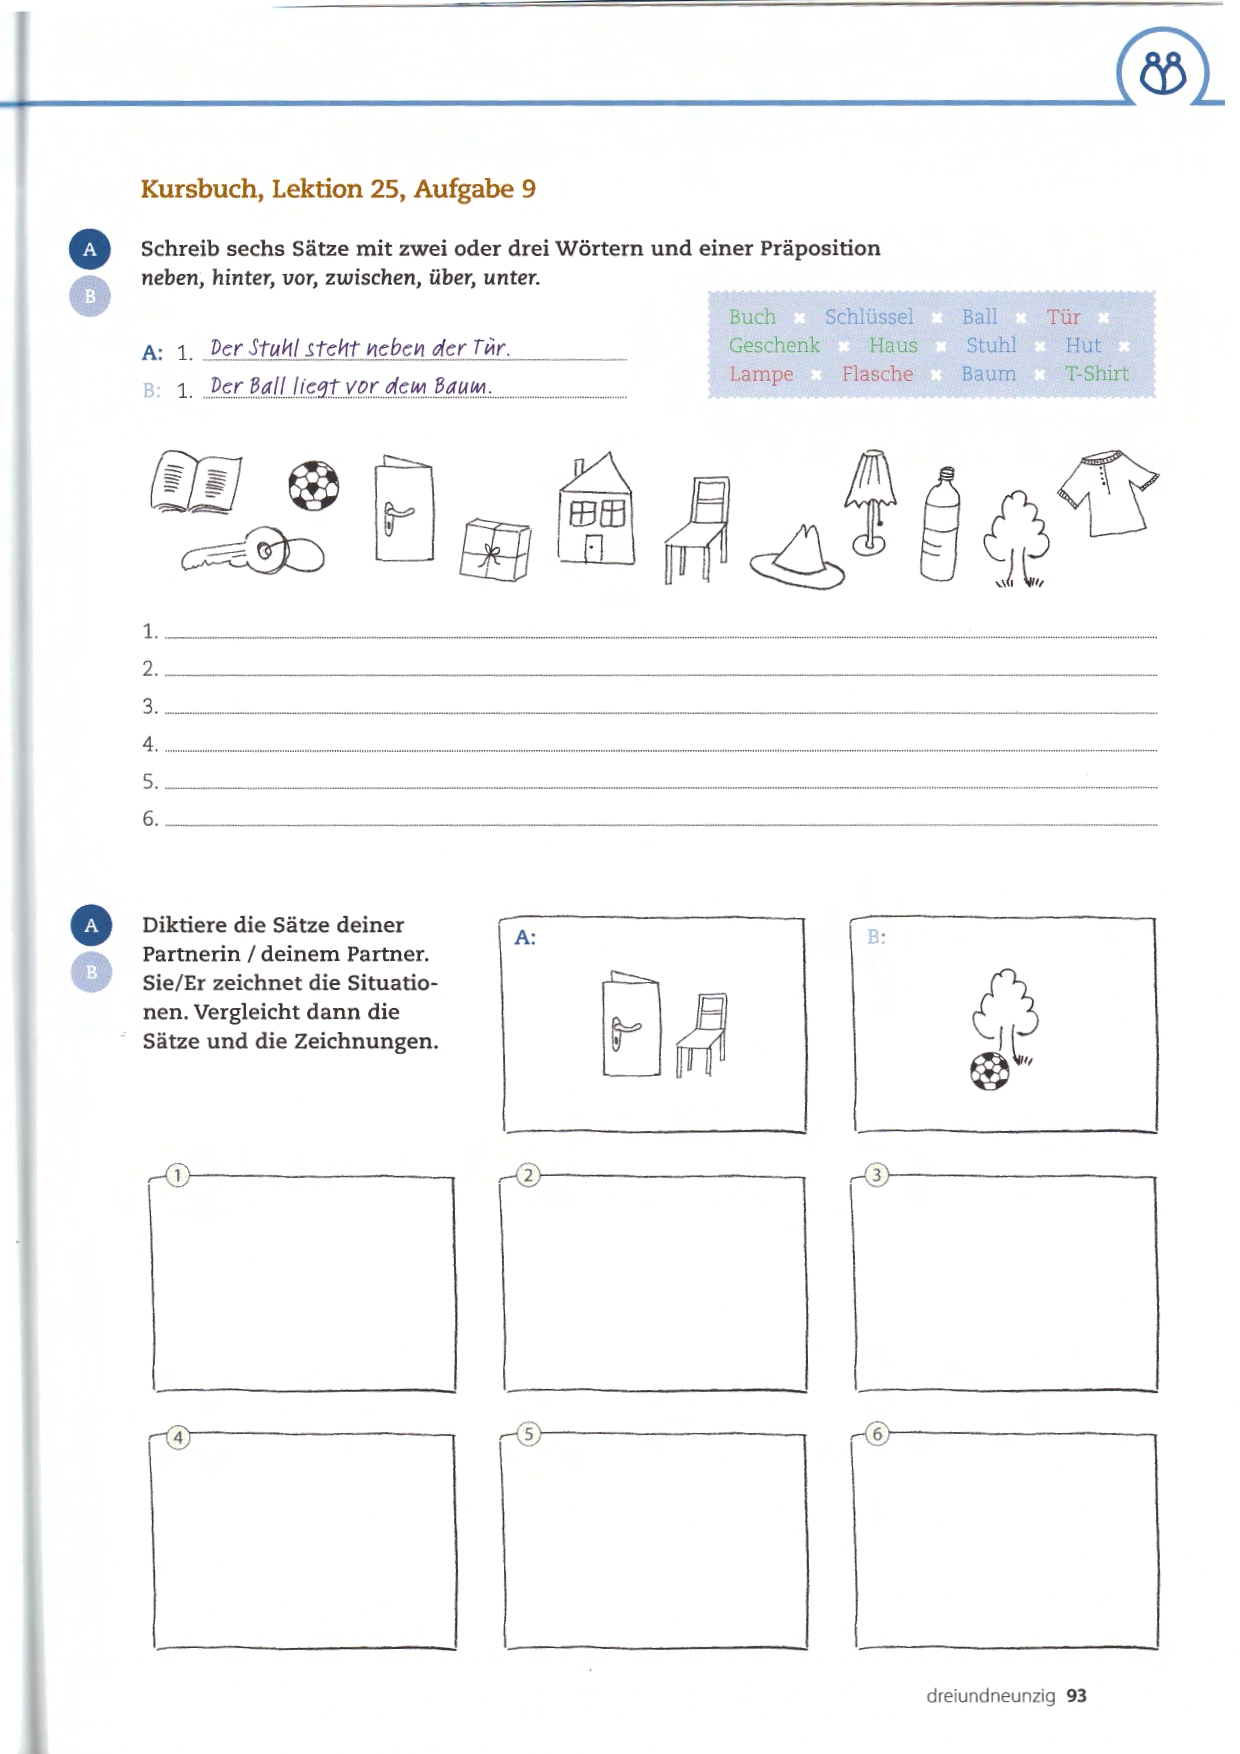 Kursbuch, Lektion 25, Aufgabe 9
A
B
Schreib sechs Sätze mit zwei oder drei Wörtern und einer Präposition
neben, hinter, vor, zwischen, über, unter.
Buch × Schlüssel × Ball × Tür ×
Geschenk × Haus × Stuhl × Hut ×
Lampe × Flasche × Baum × T-Shirt
A: 1. Der Stuhl steht neben der Tür.
B: 1. Der Ball liegt vor dem Baum.
1.
2.
3.
4.
5.
6.
A
B
Diktiere die Sätze deiner
Partnerin / deinem Partner.
Sie/Er zeichnet die Situatio-
nen. Vergleicht dann die
Sätze und die Zeichnungen.
A:
B:
1
2
3
4
5
6
dreiundneunzig 93